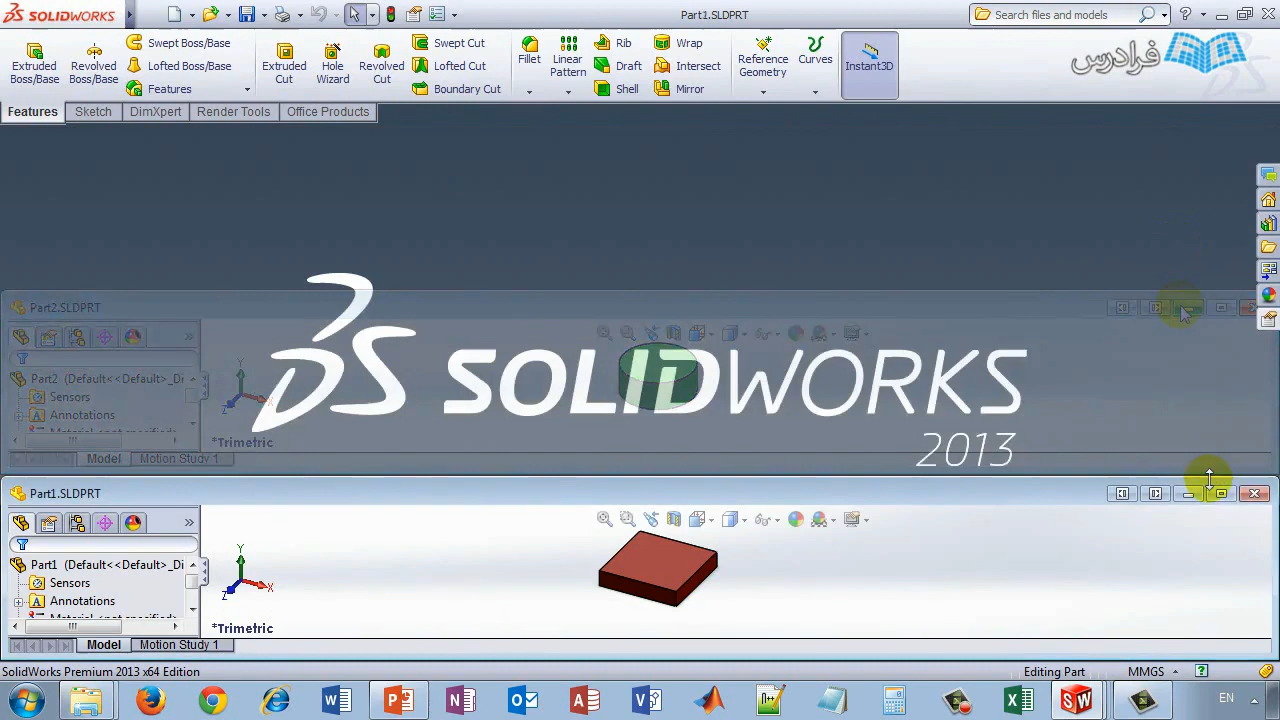 SOLIDWORKS
Part1.SLDPRT
Search files and models
Extruded Boss/Base
Revolved Boss/Base
Swept Boss/Base
Lofted Boss/Base
Features
Extruded Cut
Hole Wizard
Revolved Cut
Swept Cut
Lofted Cut
Boundary Cut
Fillet
Linear Pattern
Rib
Draft
Shell
Wrap
Intersect
Mirror
Reference Geometry
Curves
Instant3D
فرادرس
Features
Sketch
DimXpert
Render Tools
Office Products
Part2.SLDPRT
Part2 (Default<<Default>_Di
Sensors
Annotations
Y
X
Z
*Trimetric
Model
Motion Study 1
SOLIDWORKS
2013
Part1.SLDPRT
Part1 (Default<<Default>_Di
Sensors
Annotations
Y
X
Z
*Trimetric
Model
Motion Study 1
SolidWorks Premium 2013 x64 Edition
Editing Part
MMGS
EN